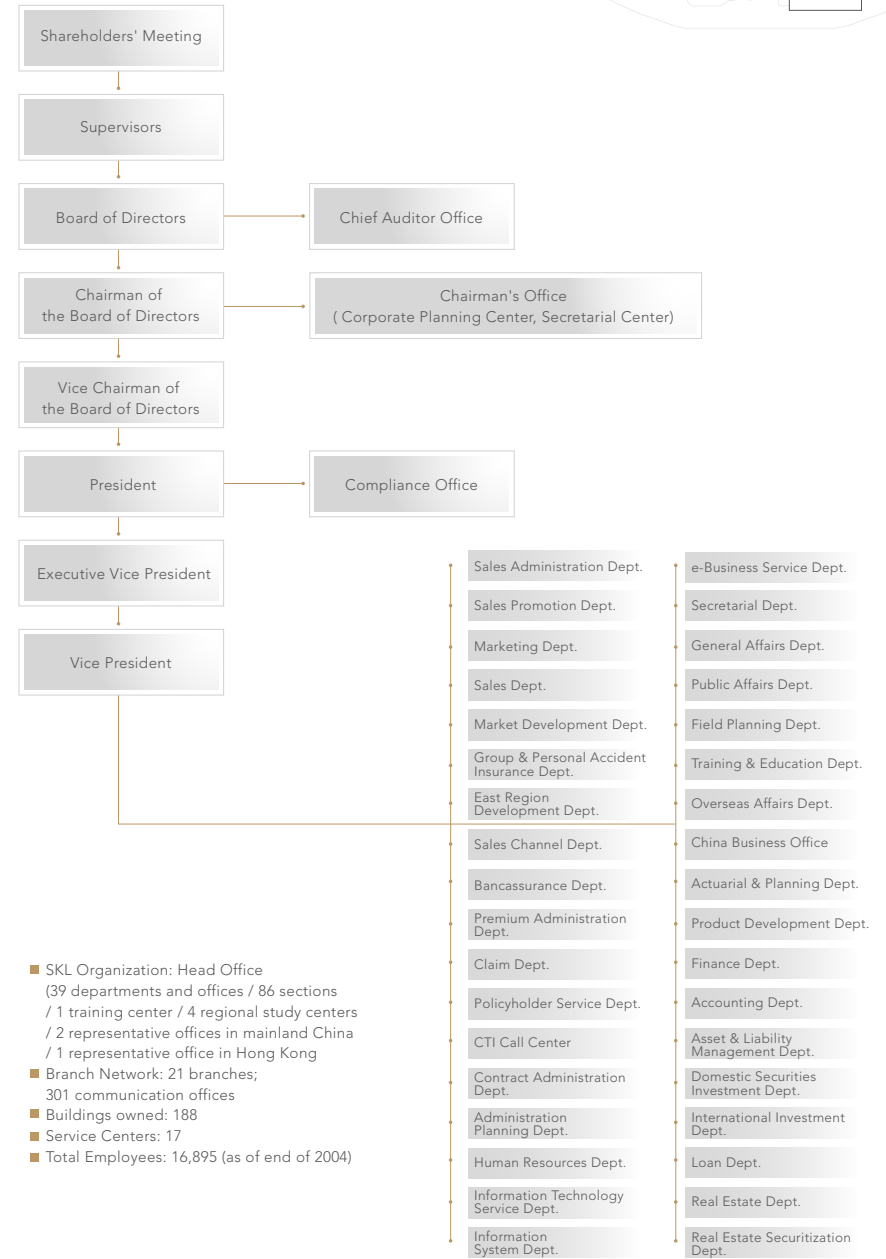 Shareholders' Meeting
Supervisors
Board of Directors
Chief Auditor Office
Chairman of
the Board of Directors
Chairman's Office
( Corporate Planning Center, Secretarial Center)
Vice Chairman of
the Board of Directors
President
Compliance Office
Executive Vice President
Vice President
Sales Administration Dept.
Sales Promotion Dept.
Marketing Dept.
Sales Dept.
Market Development Dept.
Group & Personal Accident
Insurance Dept.
East Region
Development Dept.
Sales Channel Dept.
Bancassurance Dept.
Premium Administration
Dept.
Claim Dept.
Policyholder Service Dept.
CTI Call Center
Contract Administration
Dept.
Administration
Planning Dept.
Human Resources Dept.
Information Technology
Service Dept.
Information
System Dept.
e-Business Service Dept.
Secretarial Dept.
General Affairs Dept.
Public Affairs Dept.
Field Planning Dept.
Training & Education Dept.
Overseas Affairs Dept.
China Business Office
Actuarial & Planning Dept.
Product Development Dept.
Finance Dept.
Accounting Dept.
Asset & Liability
Management Dept.
Domestic Securities
Investment Dept.
International Investment
Dept.
Loan Dept.
Real Estate Dept.
Real Estate Securitization
Dept.
SKL Organization: Head Office
(39 departments and offices / 86 sections
/ 1 training center / 4 regional study centers
/ 2 representative offices in mainland China
/ 1 representative office in Hong Kong
Branch Network: 21 branches;
301 communication offices
Buildings owned: 188
Service Centers: 17
Total Employees: 16,895 (as of end of 2004)